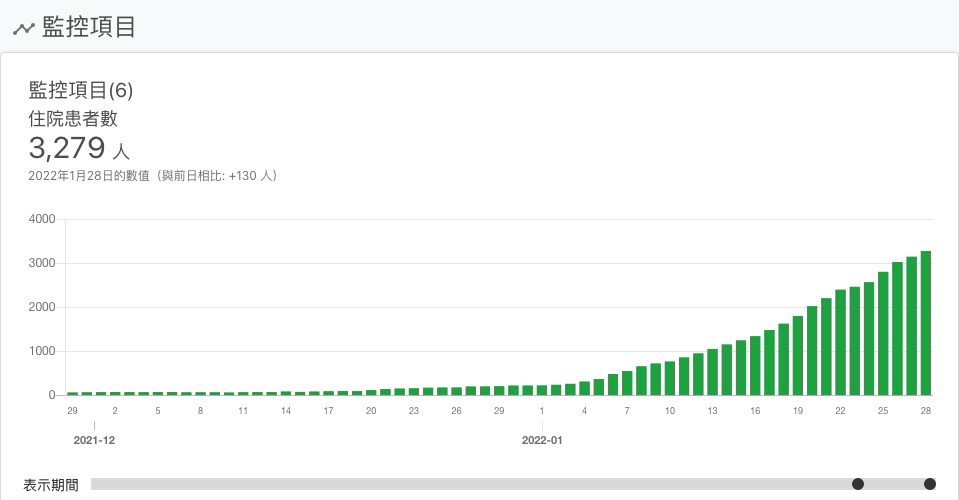 監控項目
監控項目(6)
住院患者數
3,279 人
2022年1月28日的數值（與前日相比: +130 人）
4000
3000
2000
1000
0
29 2 5 8 11 14 17 20 23 26 29 1 4 7 10 13 16 19 22 25 28
2021-12 2022-01
表示期間